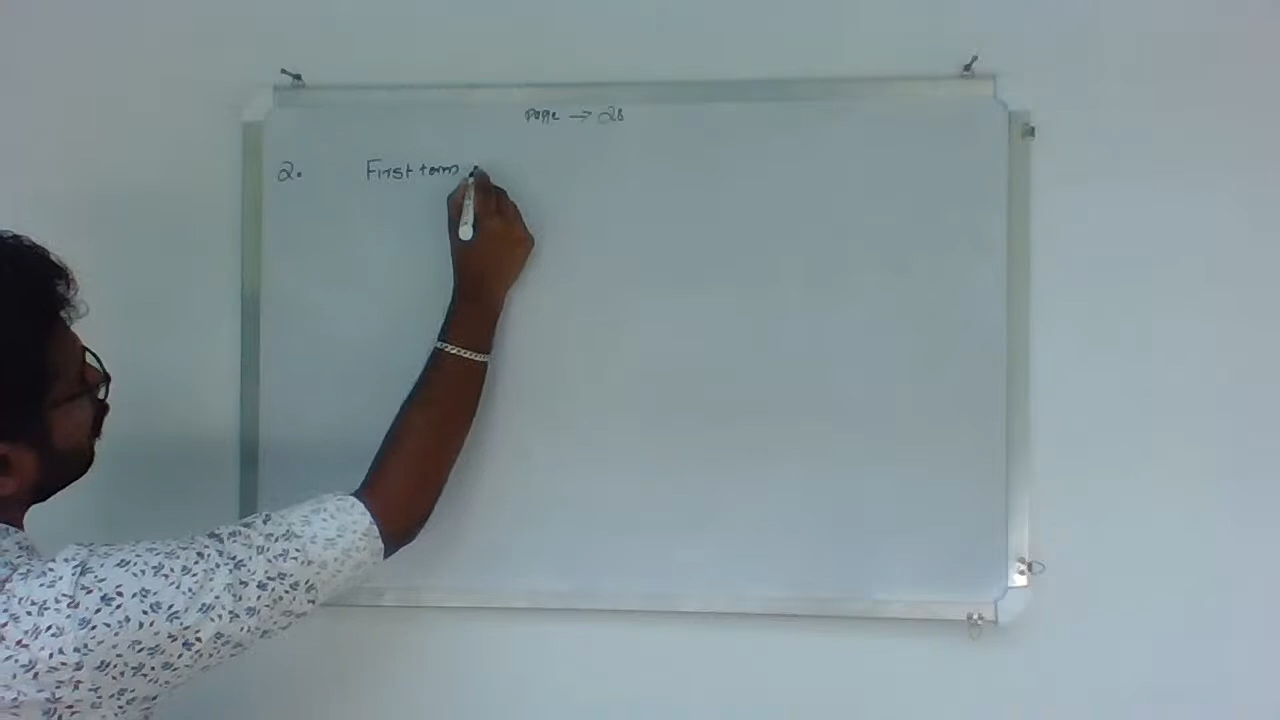 Page → 28
2. First term